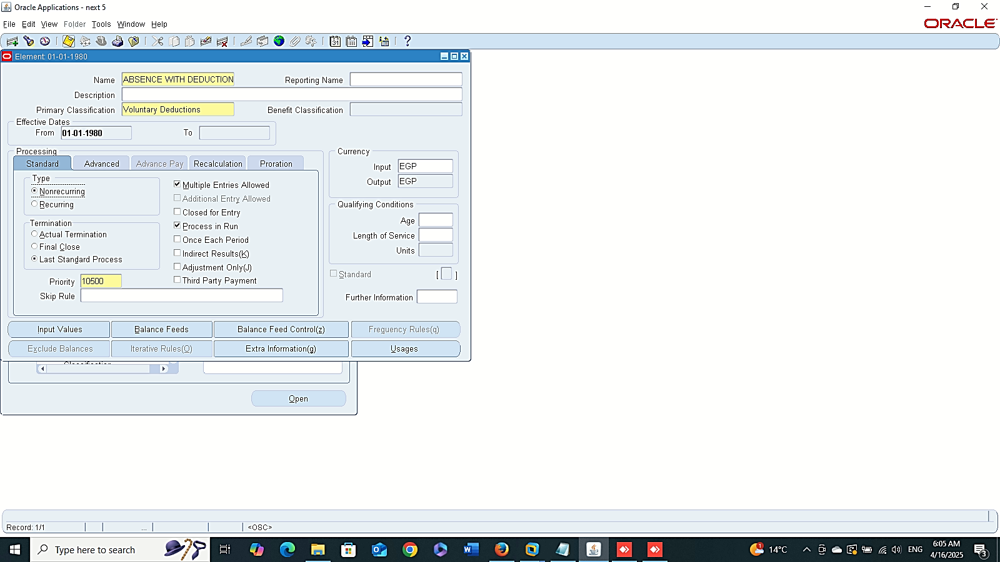 Oracle Applications - next 5
File Edit View Folder Tools Window Help
ORACLE
Element: 01-01-1980
Name ABSENCE WITH DEDUCTION Reporting Name
Description
Primary Classification Voluntary Deductions Benefit Classification
Effective Dates
From 01-01-1980 To
Processing
Standard Advanced Advance Pay Recalculation Proration
Type
Nonrecurring
Recurring
Termination
Actual Termination
Final Close
Last Standard Process
Multiple Entries Allowed
Additional Entry Allowed
Closed for Entry
Process in Run
Once Each Period
Indirect Results(K)
Adjustment Only(J)
Third Party Payment
Priority 10500
Skip Rule
Currency
Input EGP
Output EGP
Qualifying Conditions
Age
Length of Service
Units
Standard [ ]
Further Information
Input Values Balance Feeds Balance Feed Control(z) Frequency Rules(q)
Exclude Balances Iterative Rules(O) Extra Information(g) Usages
Open
Record: 1/1 ... <OSC>
Type here to search
1 14°C ENG
6:05 AM
4/16/2025
3